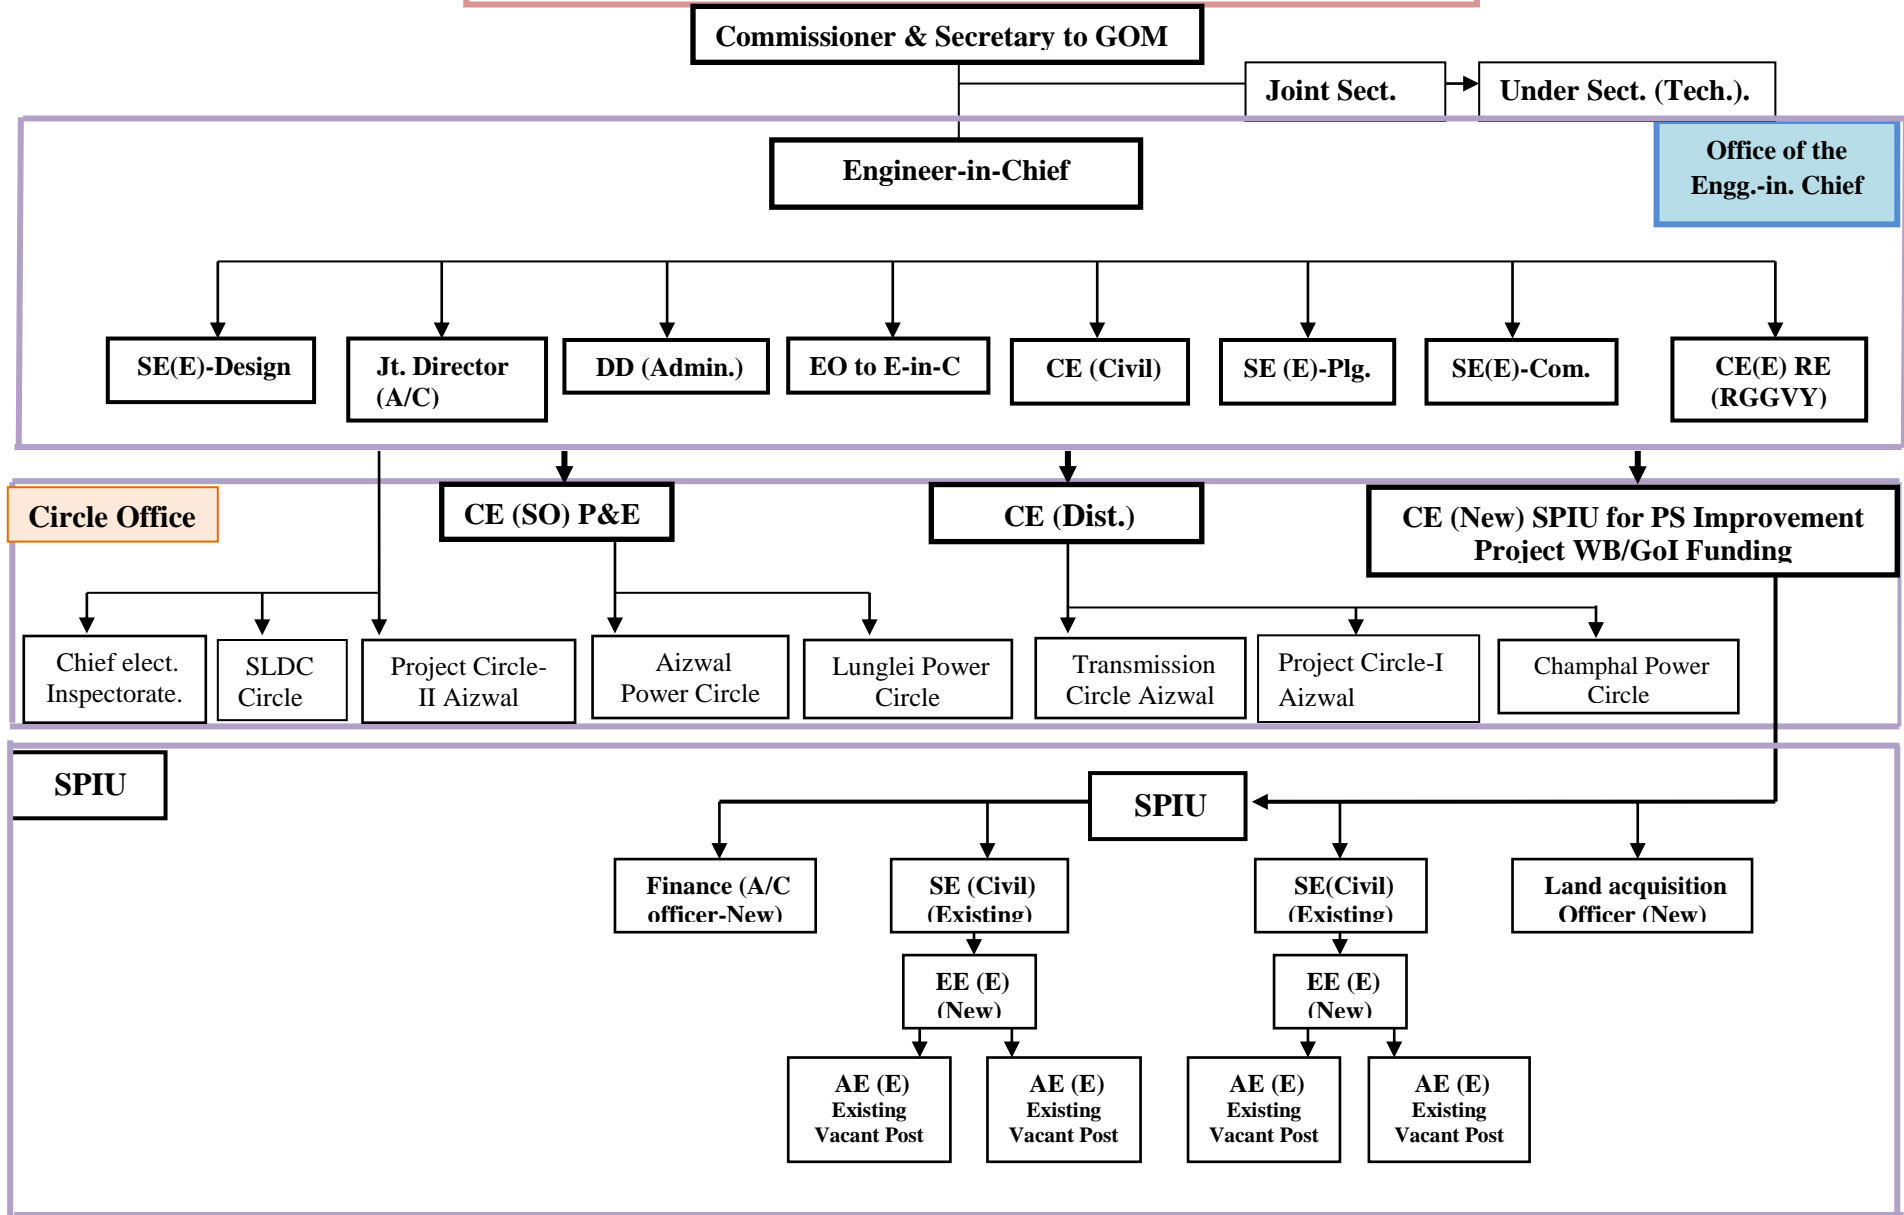 Commissioner & Secretary to GOM
Joint Sect.
Under Sect. (Tech.).
Engineer-in-Chief
Office of the
Engg.-in. Chief
SE(E)-Design
Jt. Director
(A/C)
DD (Admin.)
EO to E-in-C
CE (Civil)
SE (E)-Plg.
SE(E)-Com.
CE(E) RE
(RGGVY)
Circle Office
CE (SO) P&E
CE (Dist.)
CE (New) SPIU for PS Improvement
Project WB/GoI Funding
Chief elect.
Inspectorate.
SLDC
Circle
Project Circle-
II Aizwal
Aizwal
Power Circle
Lunglei Power
Circle
Transmission
Circle Aizwal
Project Circle-I
Aizwal
Champhal Power
Circle
SPIU
SPIU
Finance (A/C
officer-New)
SE (Civil)
(Existing)
SE(Civil)
(Existing)
Land acquisition
Officer (New)
EE (E)
(New)
EE (E)
(New)
AE (E)
Existing
Vacant Post
AE (E)
Existing
Vacant Post
AE (E)
Existing
Vacant Post
AE (E)
Existing
Vacant Post